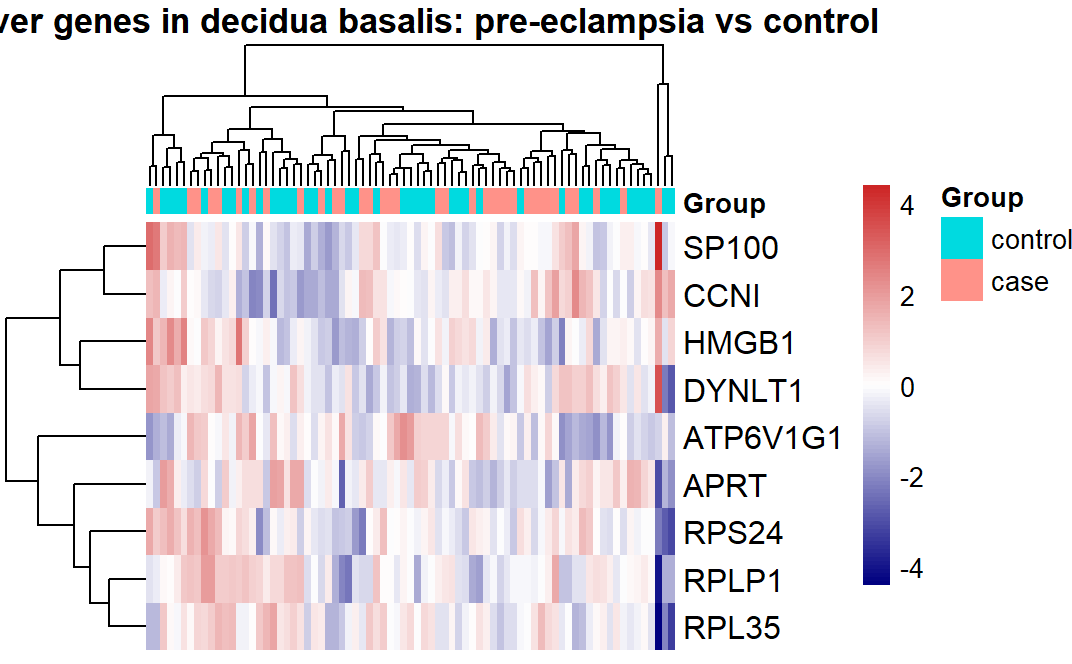 ver genes in decidua basalis: pre-eclampsia vs control
Group
SP100
CCNI
HMGB1
DYNLT1
ATP6V1G1
APRT
RPS24
RPLP1
RPL35
4
2
0
-2
-4
Group
control
case